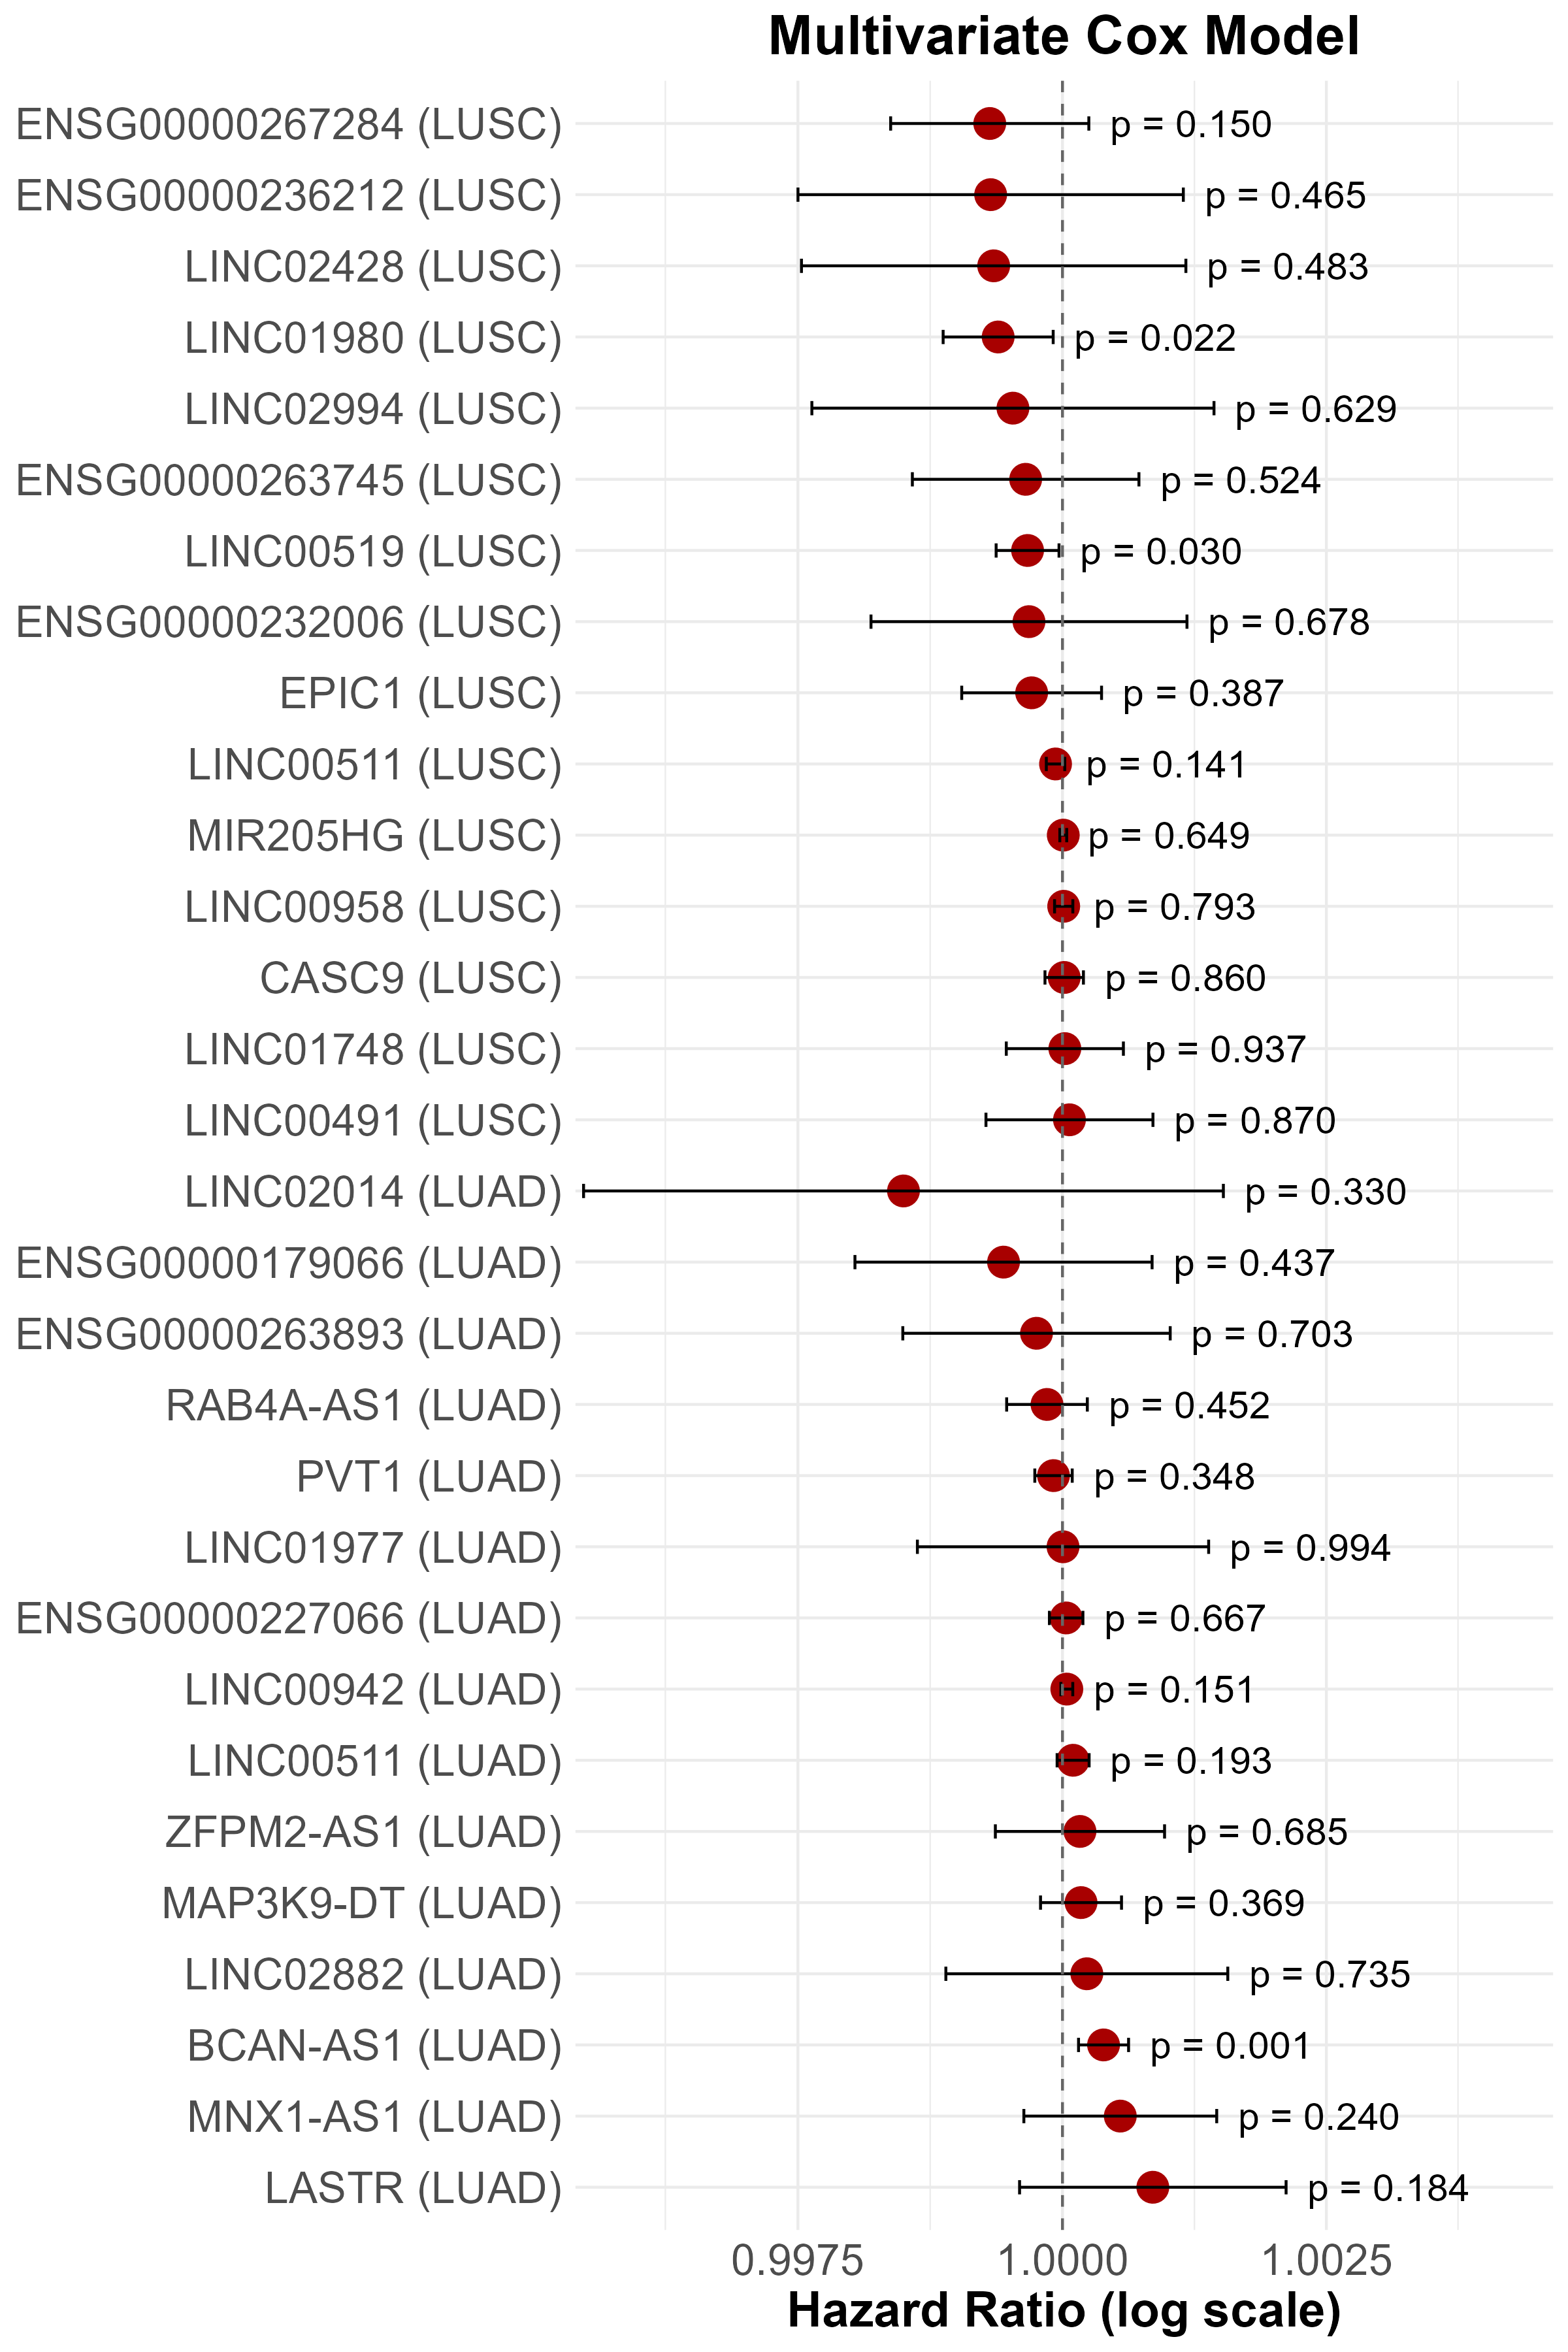 Multivariate Cox Model
ENSG00000267284 (LUSC) p = 0.150
ENSG00000236212 (LUSC) p = 0.465
LINC02428 (LUSC) p = 0.483
LINC01980 (LUSC) p = 0.022
LINC02994 (LUSC) p = 0.629
ENSG00000263745 (LUSC) p = 0.524
LINC00519 (LUSC) p = 0.030
ENSG00000232006 (LUSC) p = 0.678
EPIC1 (LUSC) p = 0.387
LINC00511 (LUSC) p = 0.141
MIR205HG (LUSC) p = 0.649
LINC00958 (LUSC) p = 0.793
CASC9 (LUSC) p = 0.860
LINC01748 (LUSC) p = 0.937
LINC00491 (LUSC) p = 0.870
LINC02014 (LUAD) p = 0.330
ENSG00000179066 (LUAD) p = 0.437
ENSG00000263893 (LUAD) p = 0.703
RAB4A-AS1 (LUAD) p = 0.452
PVT1 (LUAD) p = 0.348
LINC01977 (LUAD) p = 0.994
ENSG00000227066 (LUAD) p = 0.667
LINC00942 (LUAD) p = 0.151
LINC00511 (LUAD) p = 0.193
ZFPM2-AS1 (LUAD) p = 0.685
MAP3K9-DT (LUAD) p = 0.369
LINC02882 (LUAD) p = 0.735
BCAN-AS1 (LUAD) p = 0.001
MNX1-AS1 (LUAD) p = 0.240
LASTR (LUAD) p = 0.184
0.9975 1.0000 1.0025
Hazard Ratio (log scale)